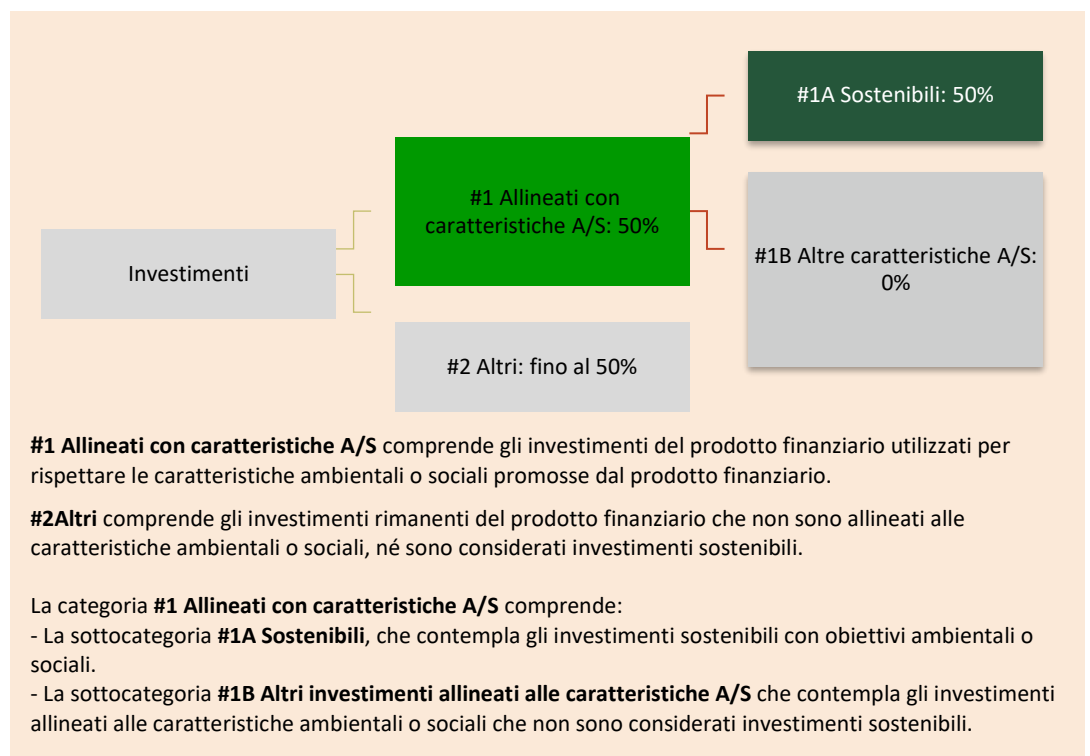 #1A Sostenibili: 50%
#1 Allineati con
caratteristiche A/S: 50%
#1B Altre caratteristiche A/S:
0%
Investimenti
#2 Altri: fino al 50%
#1 Allineati con caratteristiche A/S comprende gli investimenti del prodotto finanziario utilizzati per
rispettare le caratteristiche ambientali o sociali promosse dal prodotto finanziario.
#2Altri comprende gli investimenti rimanenti del prodotto finanziario che non sono allineati alle
caratteristiche ambientali o sociali, né sono considerati investimenti sostenibili.
La categoria #1 Allineati con caratteristiche A/S comprende:
- La sottocategoria #1A Sostenibili, che contempla gli investimenti sostenibili con obiettivi ambientali o
sociali.
- La sottocategoria #1B Altri investimenti allineati alle caratteristiche A/S che contempla gli investimenti
allineati alle caratteristiche ambientali o sociali che non sono considerati investimenti sostenibili.